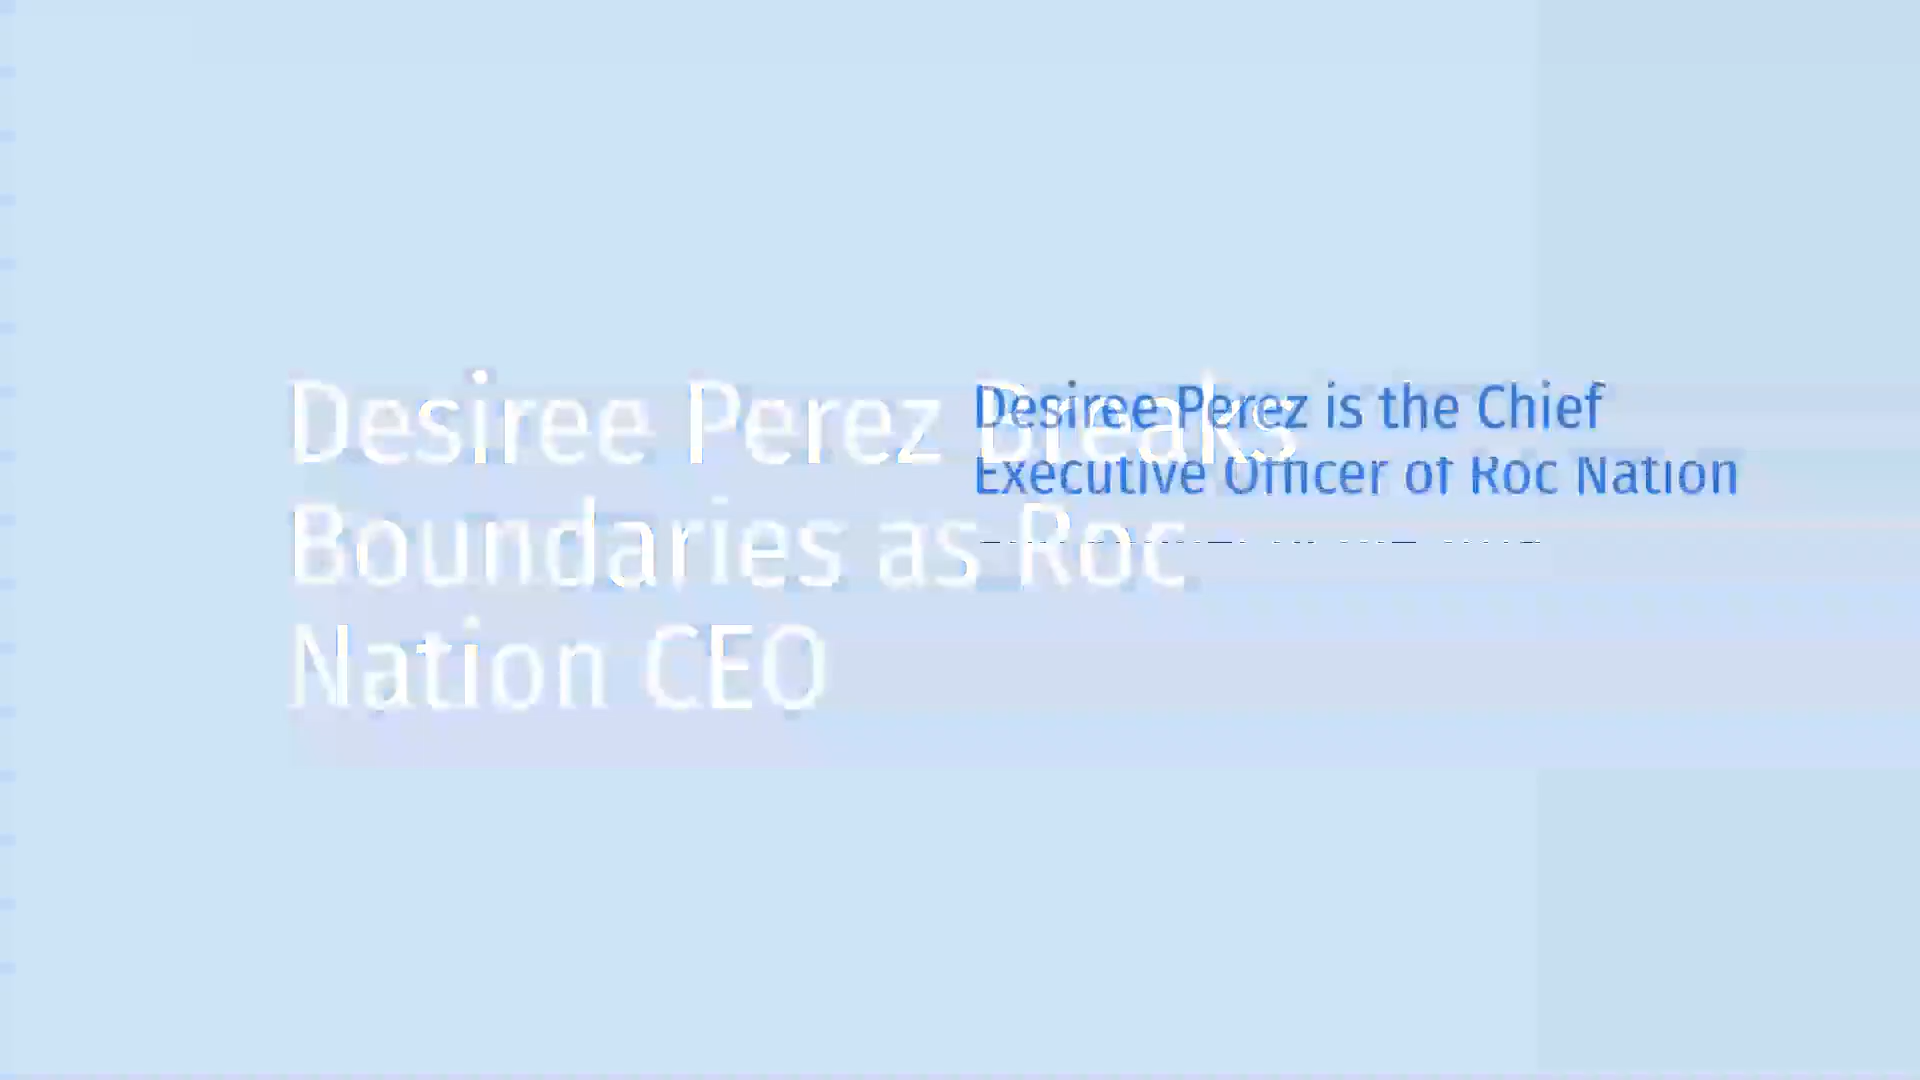 Desiree Perez Breaks
Boundaries as Roc
Nation CEO
Desiree Perez is the Chief
Executive Officer of Roc Nation